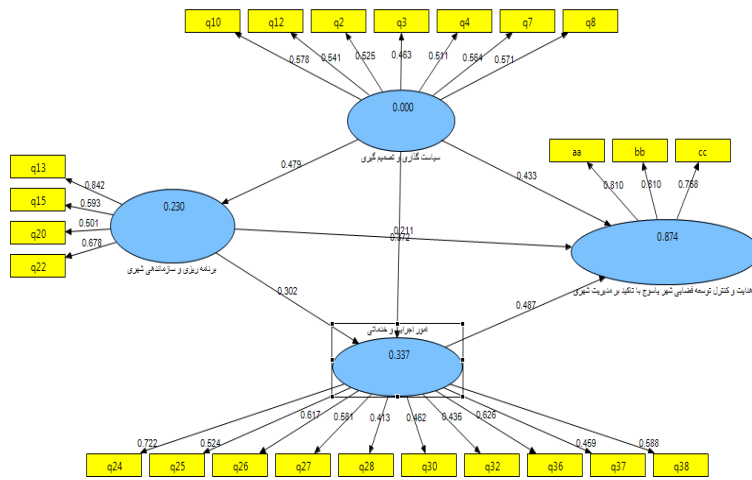 q10 q12 q2 q3 q4 q7 q8
0.578 0.541 0.525 0.463 0.511 0.564 0.571
0.000
سیاست گذاری و تصمیم گیری
aa bb cc
0.810 0.810 0.768
q13
q15
q20
q22
0.842
0.593
0.501
0.678
0.479
0.433
0.230
برنامه ریزی و سازماندهی شهری
0.211
0.372
0.874
هدایت و کنترل توسعه فضایی شهر یاسوج با تاکید بر مدیریت شهری
0.302
0.487
امور اجرایی و خدماتی
0.337
0.722 0.524 0.617 0.581 0.413 0.462 0.435 0.626 0.459 0.588
q24 q25 q26 q27 q28 q30 q32 q36 q37 q38